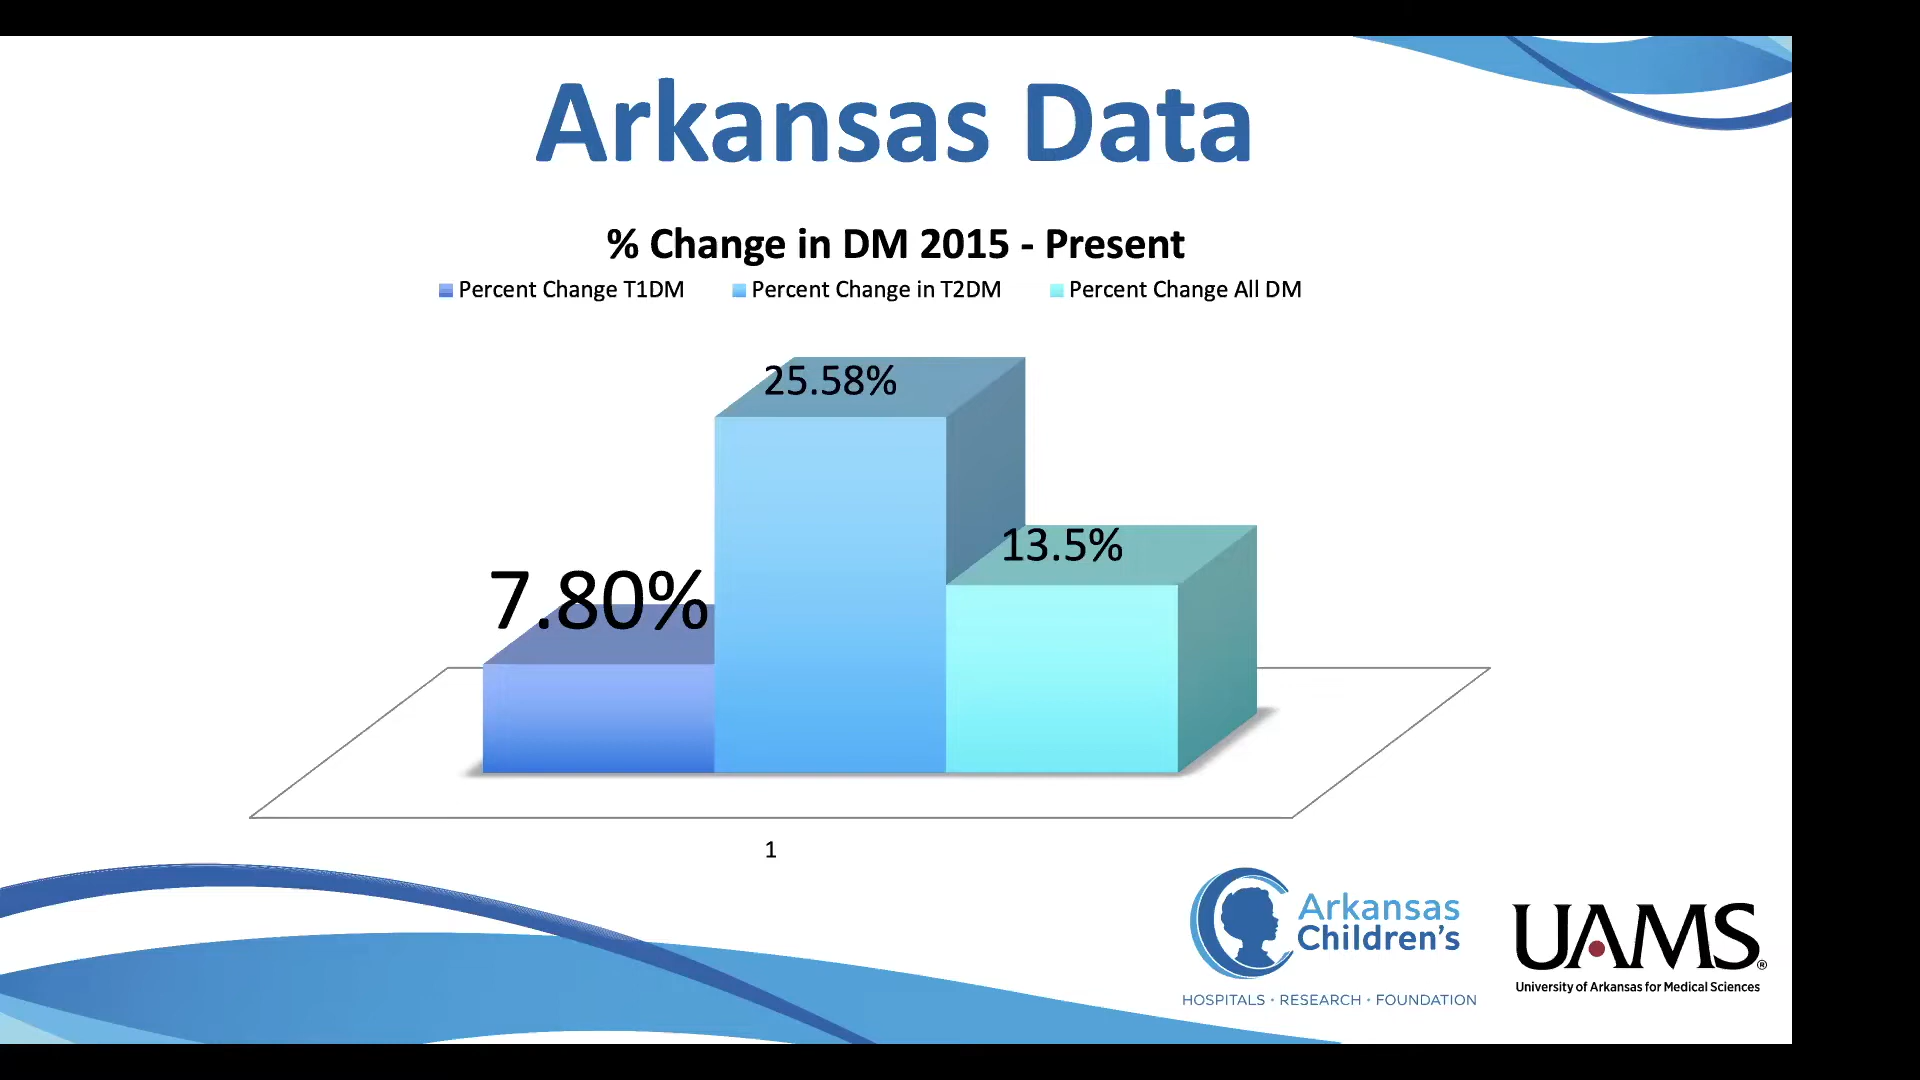 Arkansas Data
% Change in DM 2015 - Present
Percent Change T1DM Percent Change in T2DM Percent Change All DM
25.58%
13.5%
7.80%
1
Arkansas
Children's
HOSPITALS · RESEARCH · FOUNDATION
UAMS®
University of Arkansas for Medical Sciences